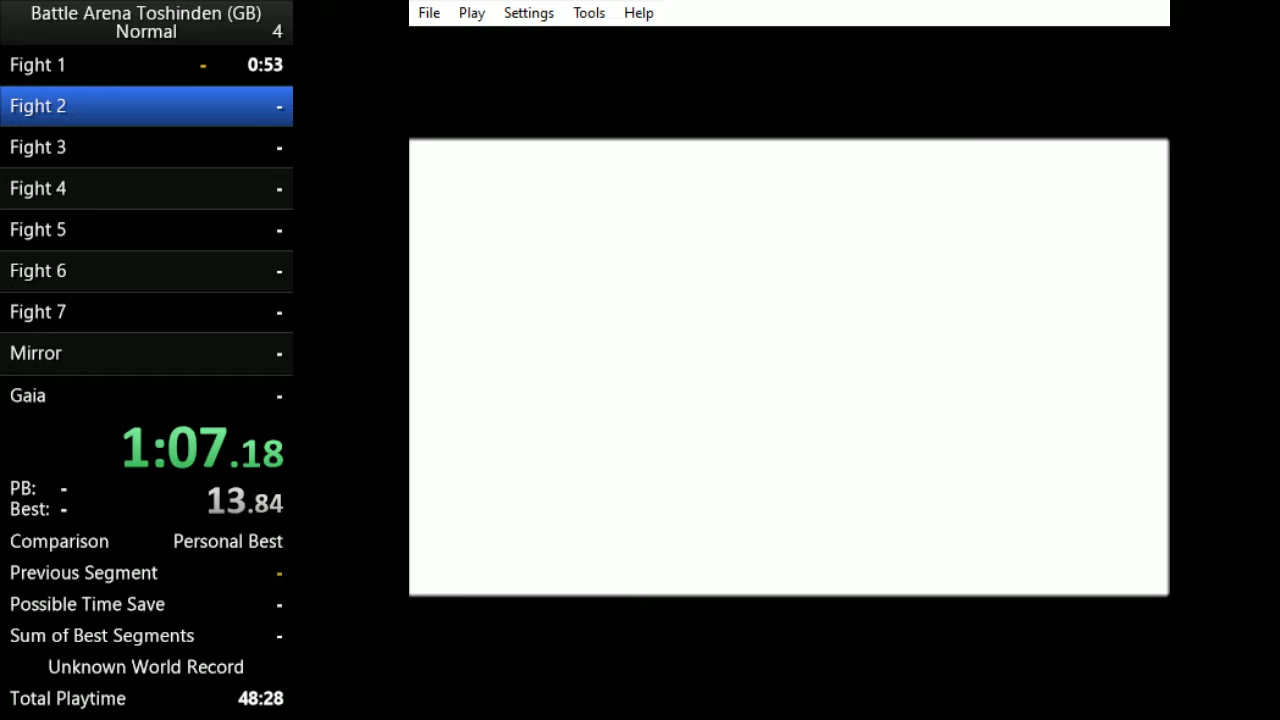 Battle Arena Toshinden (GB)
Normal 4
File Play Settings Tools Help
Fight 1 - 0:53
Fight 2 -
Fight 3 -
Fight 4 -
Fight 5 -
Fight 6 -
Fight 7 -
Mirror -
Gaia -
1:07.18
PB: -
Best: -
13.84
Comparison Personal Best
Previous Segment -
Possible Time Save -
Sum of Best Segments -
Unknown World Record
Total Playtime 48:28